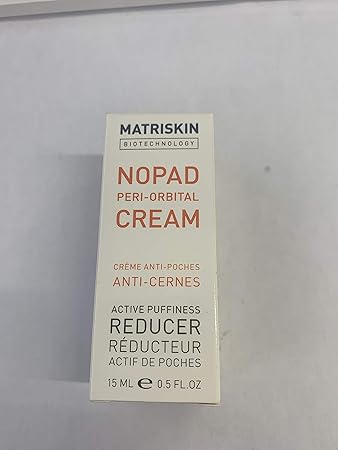 MATRISKIN
BIOTECHNOLOGY
NOPAD
PERI-ORBITAL
CREAM
CRÈME ANTI-POCHES
ANTI-CERNES
ACTIVE PUFFINESS
REDUCER
RÉDUCTEUR
ACTIF DE POCHES
15 ML ℮ 0.5 FL.OZ